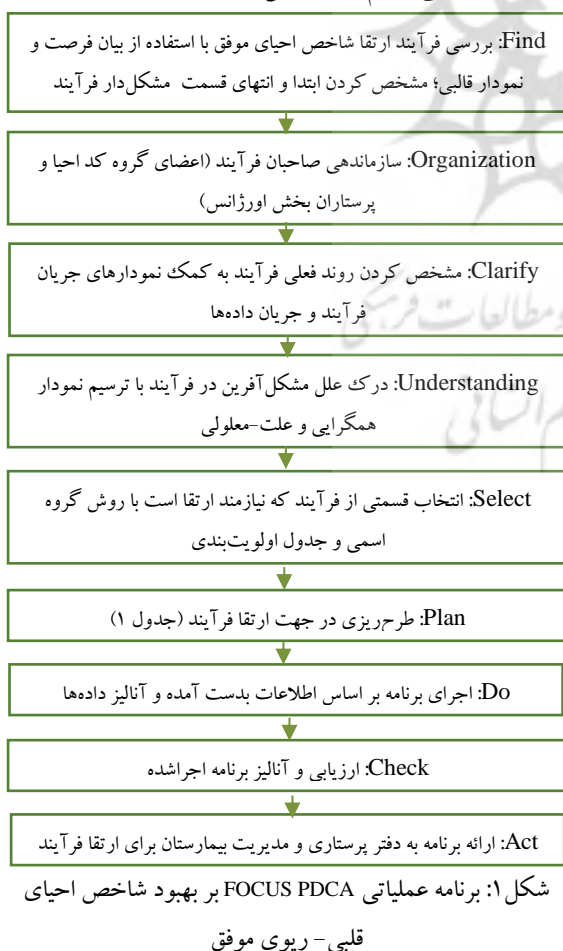 Find: بررسی فرآیند ارتقا شاخص احیای موفق با استفاده از بیان فرصت و
نمودار قالبی؛ مشخص کردن ابتدا و انتهای قسمت مشکل‌دار فرآیند
Organization: سازماندهی صاحبان فرآیند (اعضای گروه کد احیا و
پرستاران بخش اورژانس)
Clarify: مشخص کردن روند فعلی فرآیند به کمک نمودارهای جریان
فرآیند و جریان داده‌ها
Understanding: درک علل مشکل‌آفرین در فرآیند با ترسیم نمودار
همگرایی و علت-معلولی
Select: انتخاب قسمتی از فرآیند که نیازمند ارتقا است با روش گروه
اسمی و جدول اولویت‌بندی
Plan: طرح‌ریزی در جهت ارتقا فرآیند (جدول ۱)
Do: اجرای برنامه بر اساس اطلاعات بدست آمده و آنالیز داده‌ها
Check: ارزیابی و آنالیز برنامه اجراشده
Act: ارائه برنامه به دفتر پرستاری و مدیریت بیمارستان برای ارتقا فرآیند
شکل۱: برنامه عملیاتی FOCUS PDCA بر بهبود شاخص احیای
قلبی- ریوی موفق